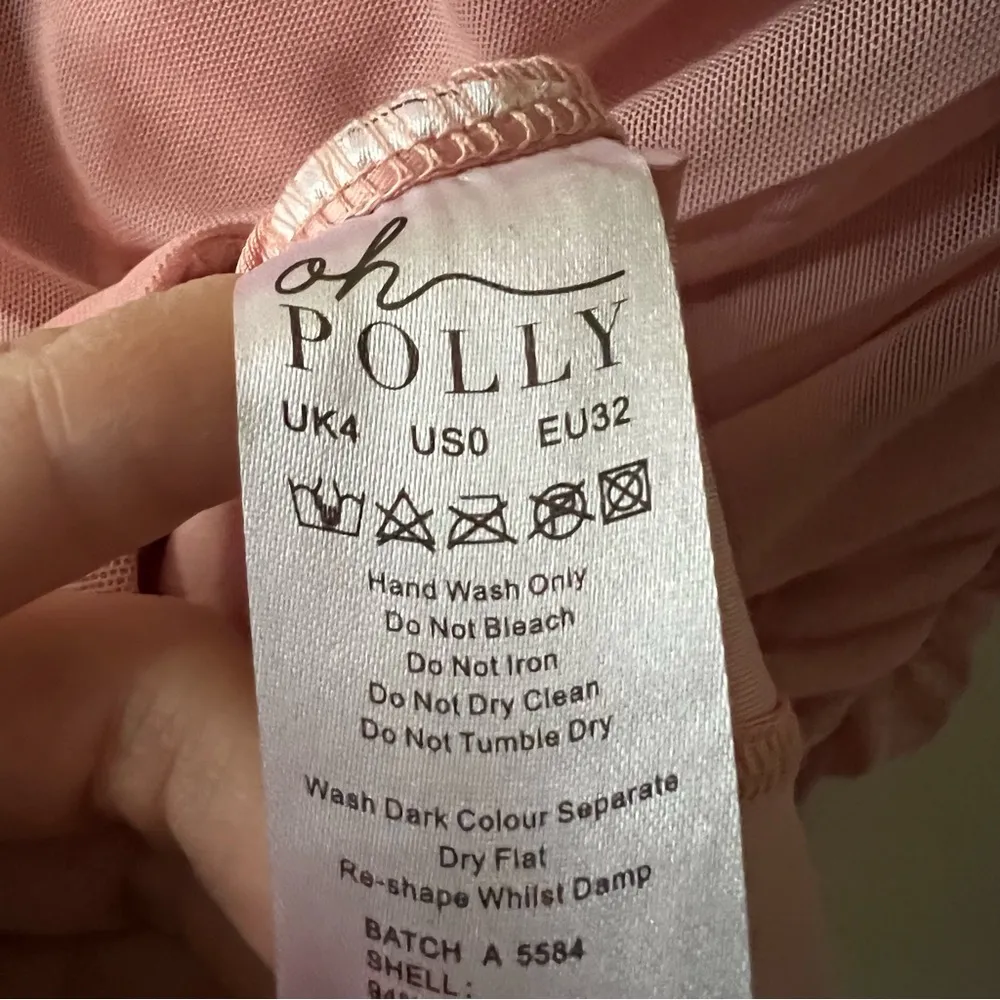 oh
POLLY
UK4 US0 EU32
Hand Wash Only
Do Not Bleach
Do Not Iron
Do Not Dry Clean
Do Not Tumble Dry
Wash Dark Colour Separate
Dry Flat
Re-shape Whilst Damp
BATCH A 5584
SHELL: